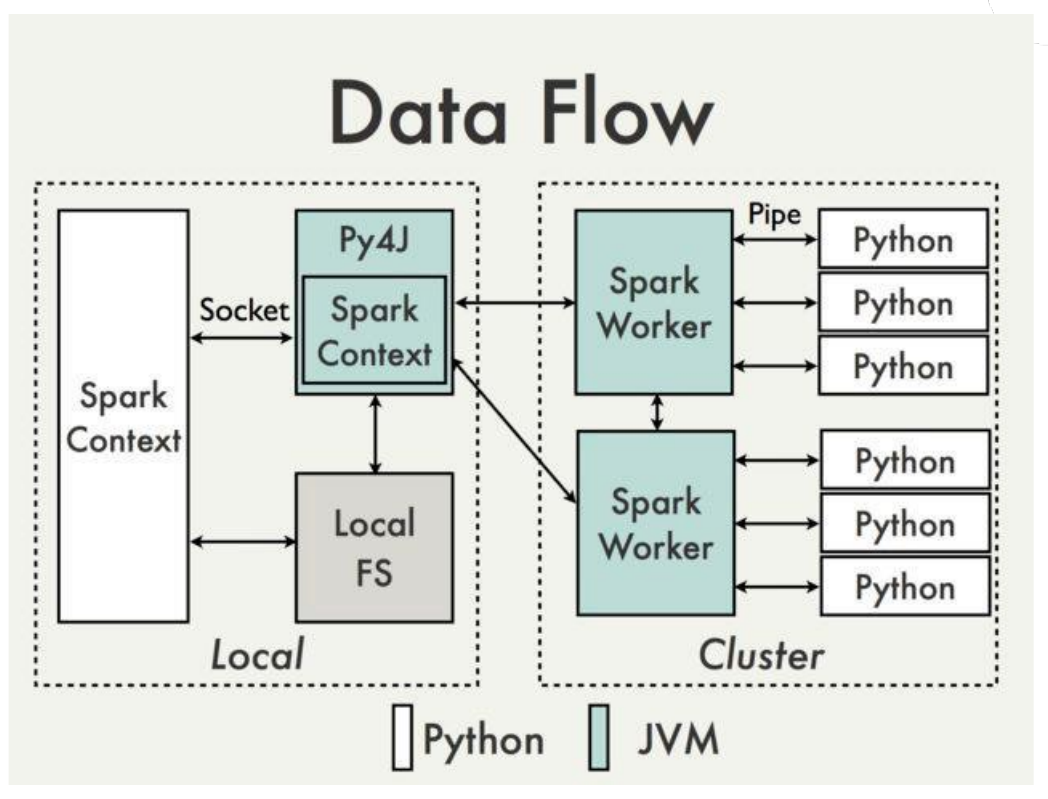 Data Flow
Spark
Context
Socket
Py4J
Spark
Context
Local
FS
Local
Spark
Worker
Pipe
Python
Python
Python
Spark
Worker
Python
Python
Python
Cluster
Python
JVM